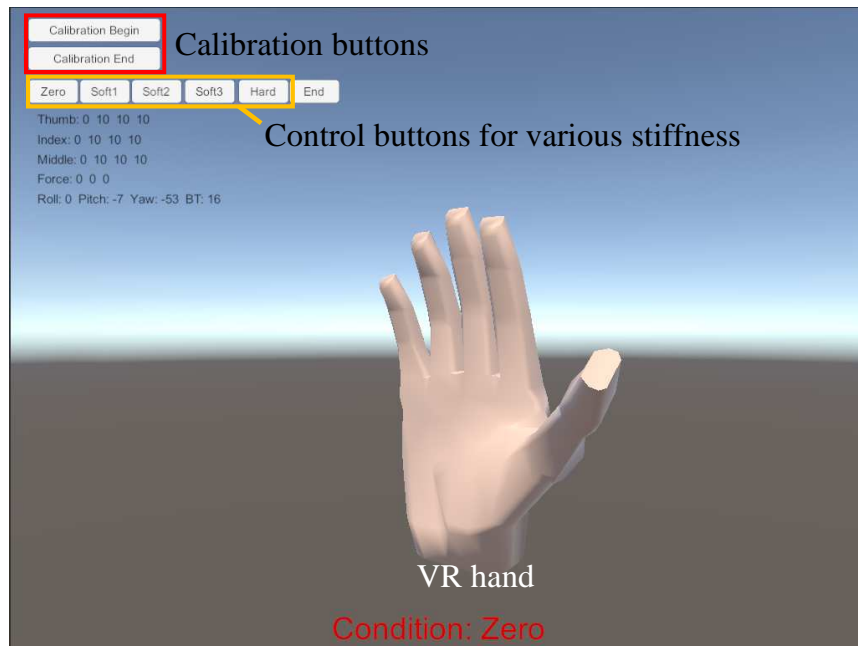 Calibration Begin
Calibration buttons
Calibration End
Zero Soft1 Soft2 Soft3 Hard End
Thumb: 0 10 10 10
Control buttons for various stiffness
Index: 0 10 10 10
Middle: 0 10 10 10
Force: 0 0 0
Roll: 0 Pitch: -7 Yaw: -53 BT: 16
VR hand
Condition: Zero